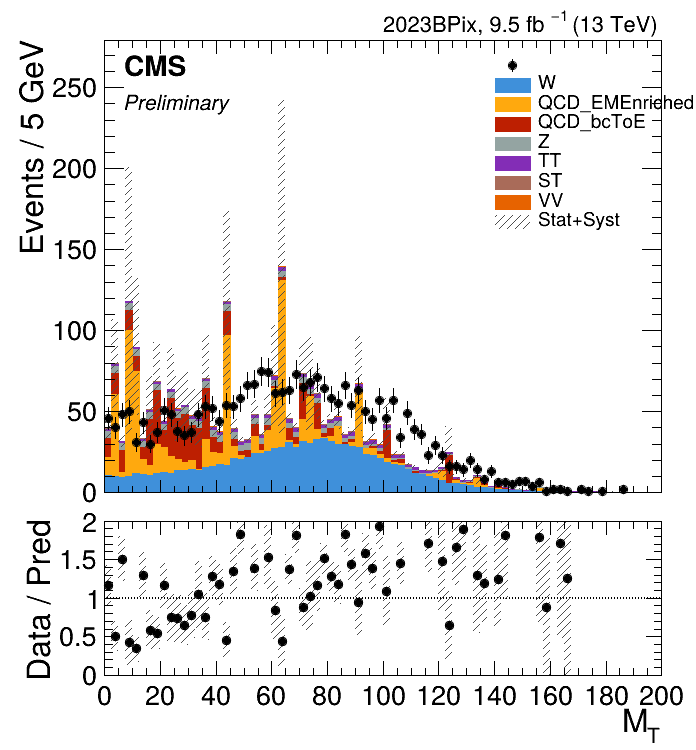 2023BPix, 9.5 fb⁻¹ (13 TeV)
Events / 5 GeV
CMS
Preliminary
W
QCD_EMEnriehed
QCD_bcToE
Z
TT
ST
VV
Stat+Syst
250
200
150
100
50
0
Data / Pred
2
1.5
1
0.5
0
0 20 40 60 80 100 120 140 160 180 200
M_T